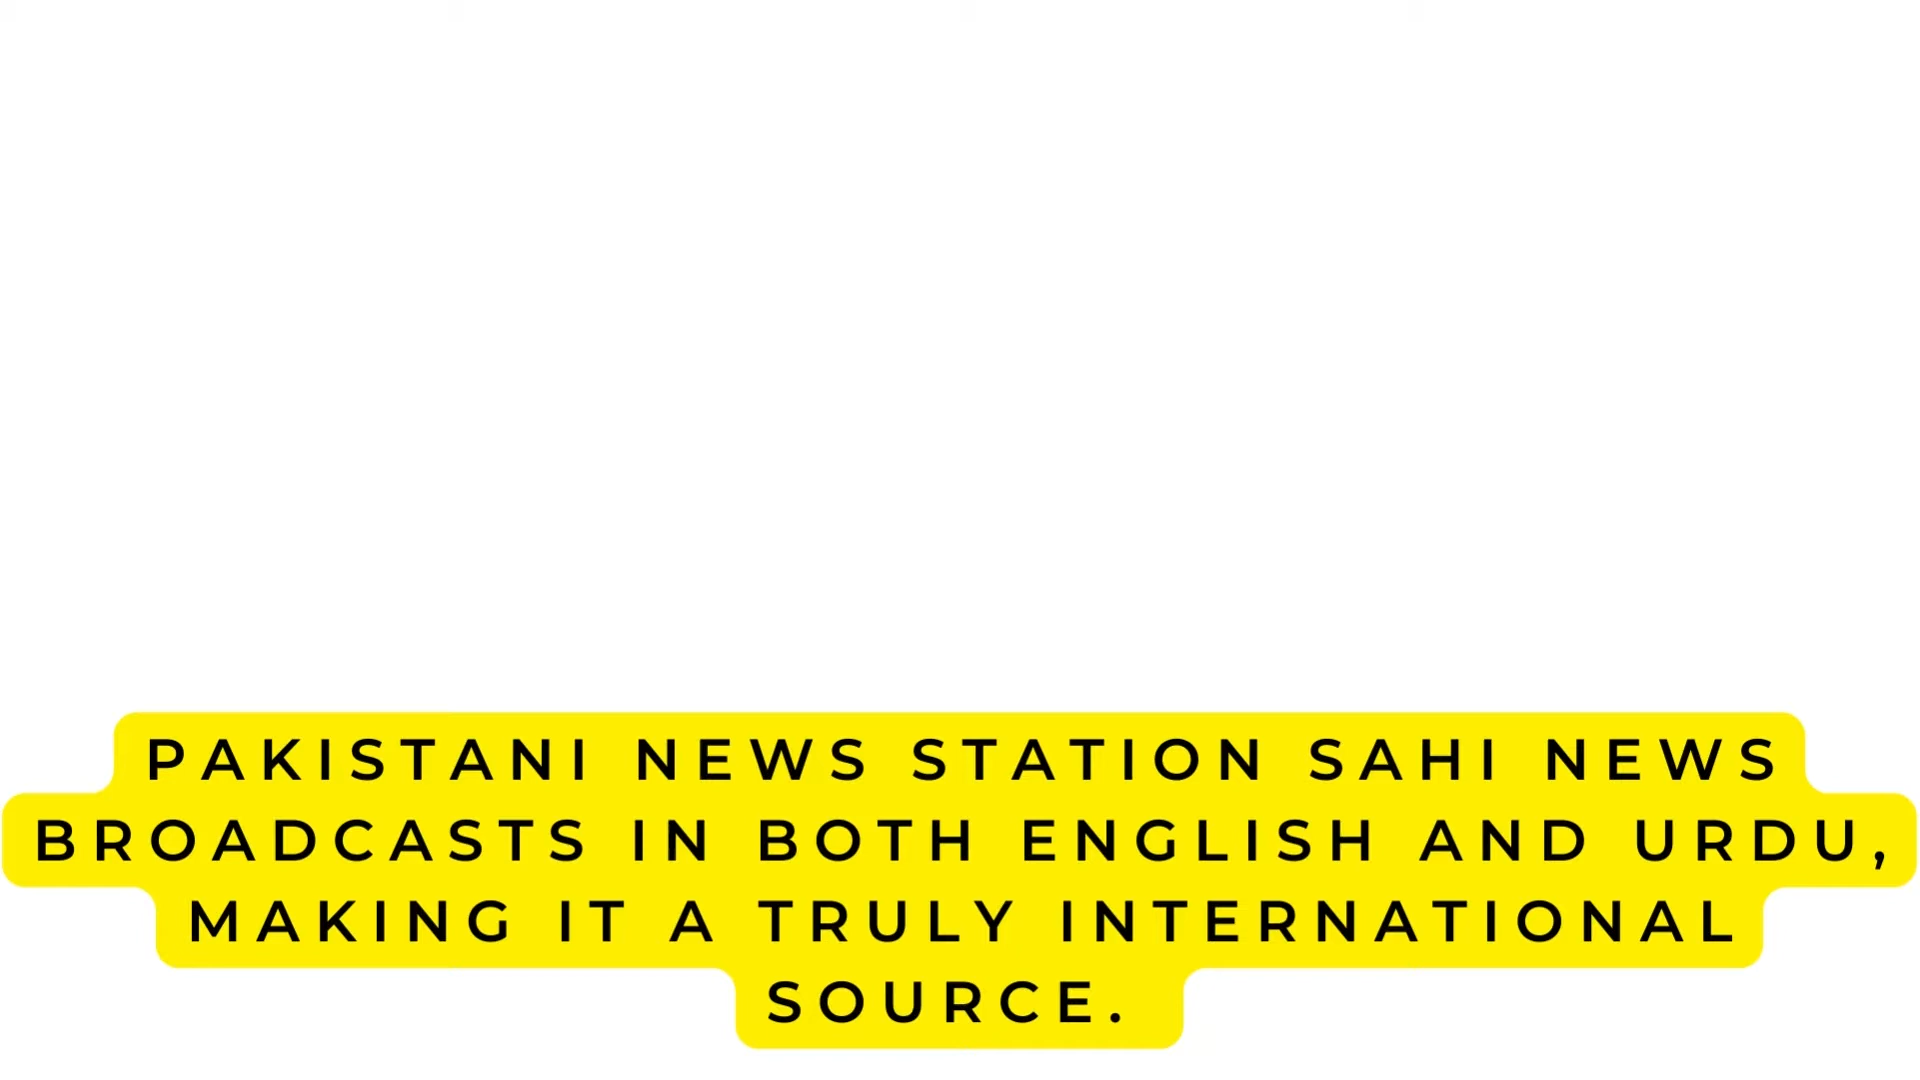 PAKISTANI NEWS STATION SAHI NEWS
BROADCASTS IN BOTH ENGLISH AND URDU,
MAKING IT A TRULY INTERNATIONAL
SOURCE.